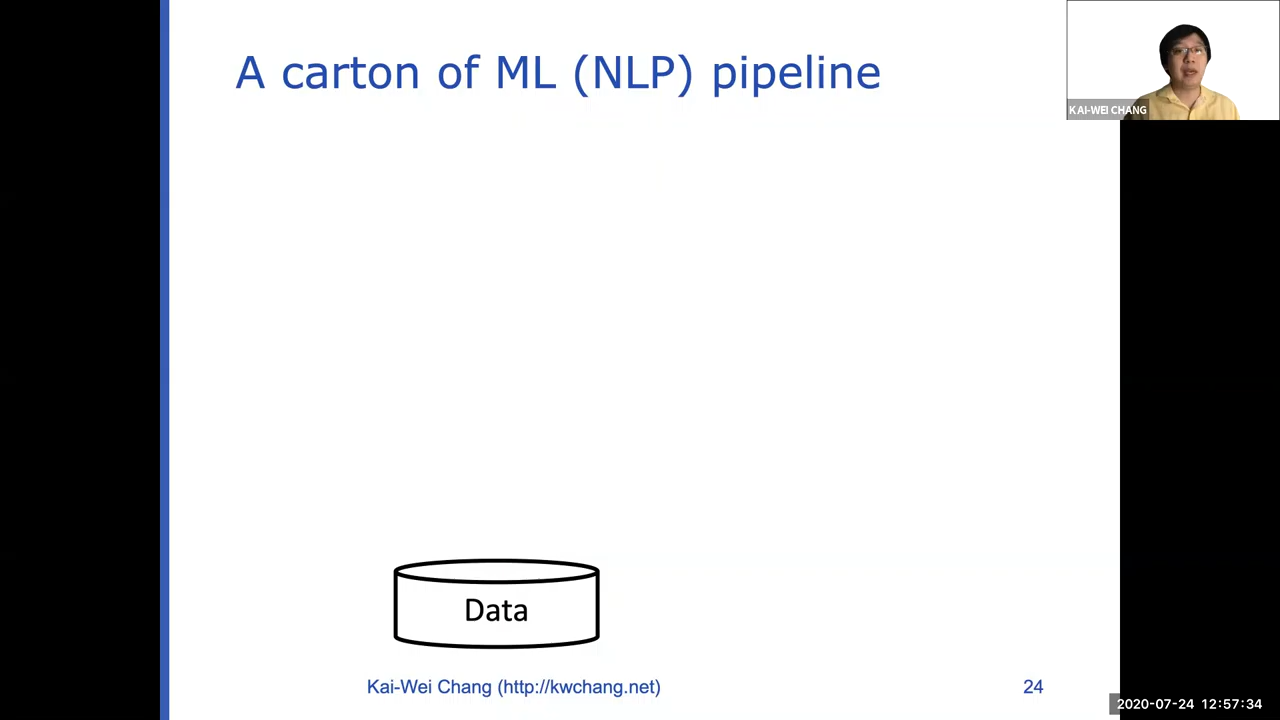 A carton of ML (NLP) pipeline
KAI-WEI CHANG
Data
Kai-Wei Chang (http://kwchang.net)
24
2020-07-24 12:57:34